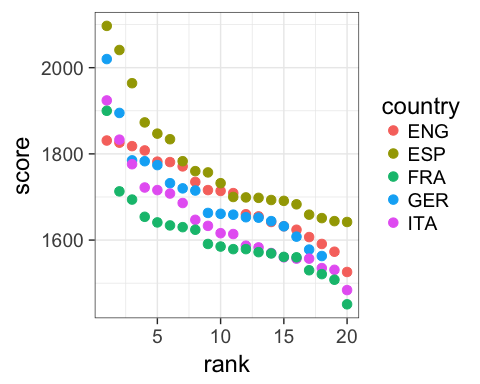 score
2000
1800
1600
5
10
15
20
rank
country
ENG
ESP
FRA
GER
ITA